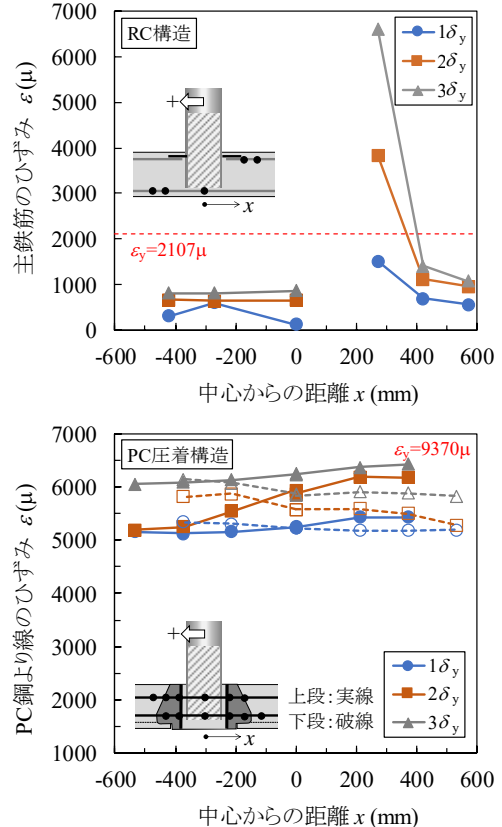 RC構造
1δy
2δy
3δy
7000
6000
5000
4000
3000
2000
1000
0
主鉄筋のひずみ ε(μ)
+
x
εy=2107μ
-600 -400 -200 0 200 400 600
中心からの距離 x (mm)
PC圧着構造
εy=9370μ
7000
6000
5000
4000
3000
2000
1000
PC鋼より線のひずみ ε(μ)
+
x
上段:実線
下段:破線
1δy
2δy
3δy
-600 -400 -200 0 200 400 600
中心からの距離 x (mm)